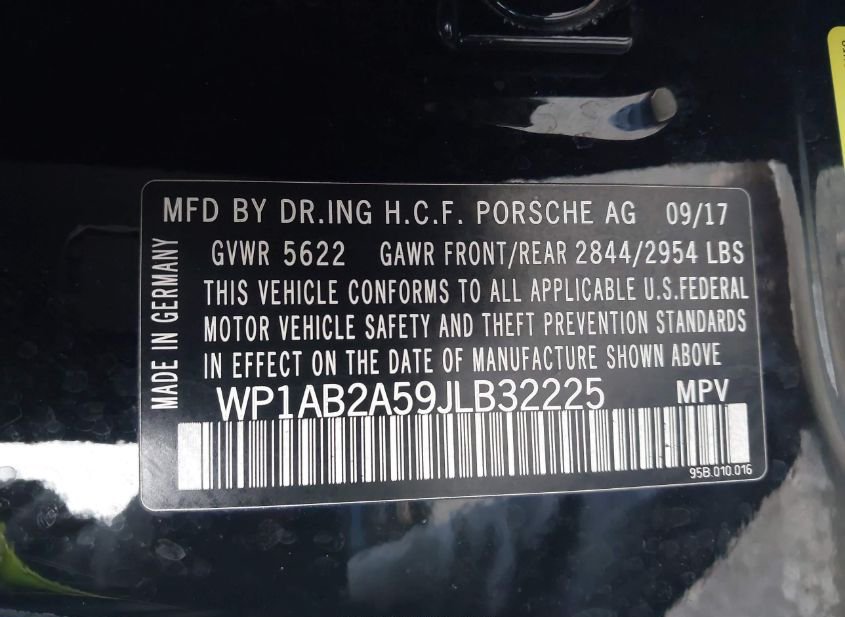 MFD BY DR.ING H.C.F. PORSCHE AG 09/17
GVWR 5622 GAWR FRONT/REAR 2844/2954 LBS
THIS VEHICLE CONFORMS TO ALL APPLICABLE U.S.FEDERAL
MOTOR VEHICLE SAFETY AND THEFT PREVENTION STANDARDS
IN EFFECT ON THE DATE OF MANUFACTURE SHOWN ABOVE
WP1AB2A59JLB32225 MPV
95B.010.016
MADE IN GERMANY